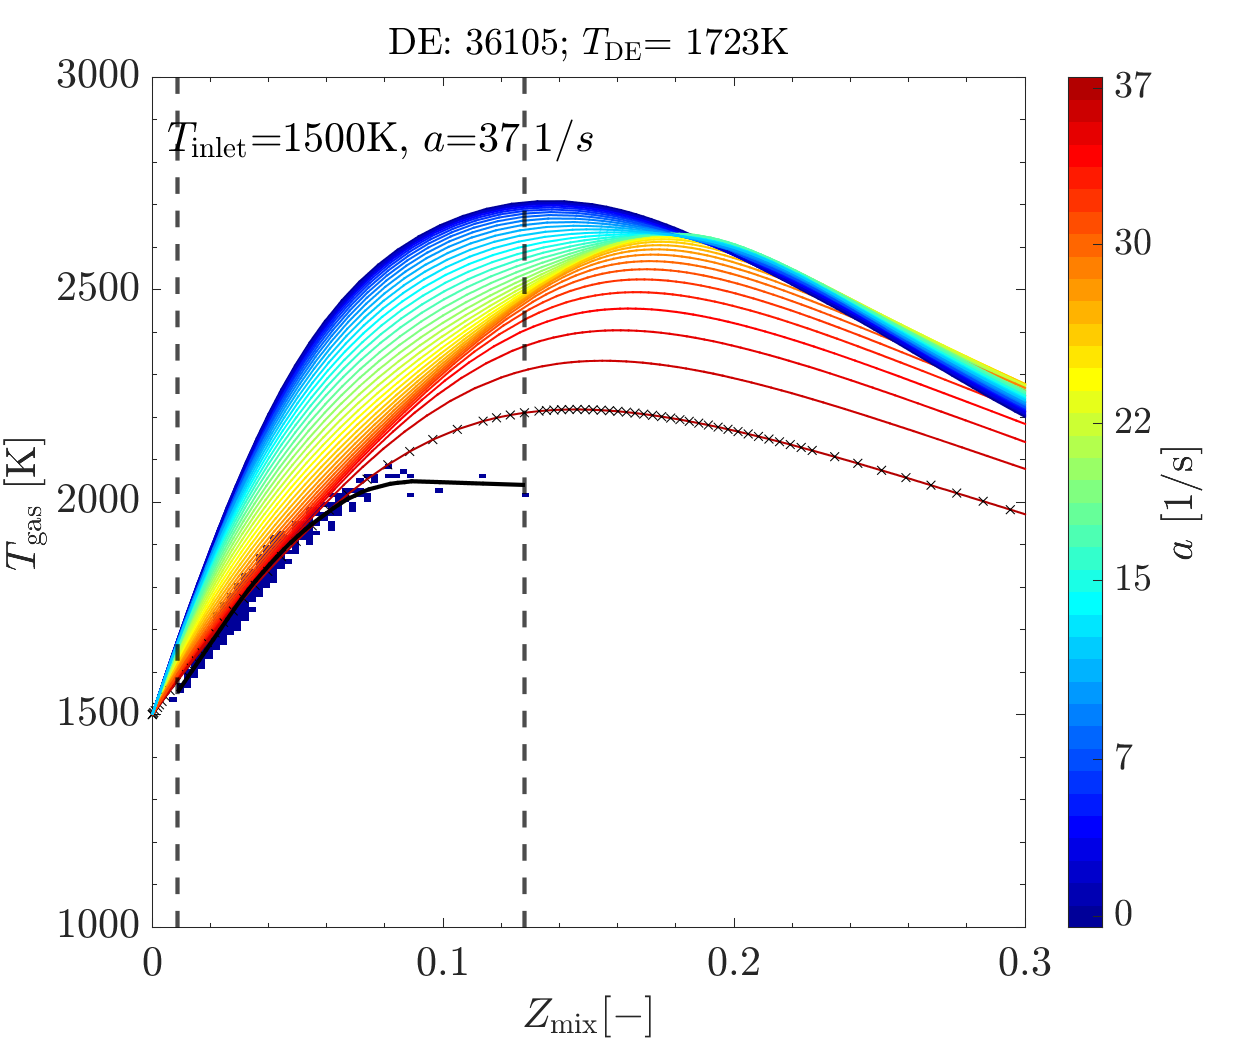 DE: 36105; T_DE= 1723K
3000
T_inlet=1500K, a=37 1/s
2500
2000
1500
1000
T_gas [K]
0 0.1 0.2 0.3
Z_mix[−]
37
30
22
15
7
0
a [1/s]